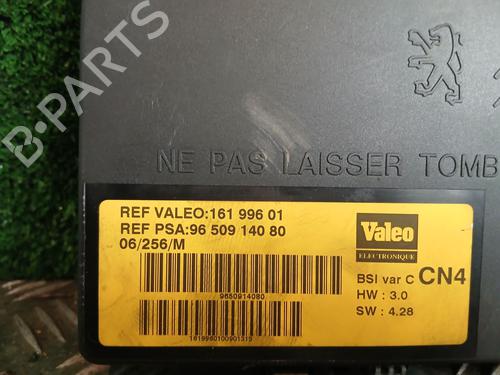 B-PARTS
NE PAS LAISSER TOMB
REF VALEO:161 996 01
REF PSA:96 509 140 80
06/256/M
Valeo
ELECTRONIQUE
BSI var C CN4
HW : 3.0
SW : 4.28
9650914080
1619960100901315